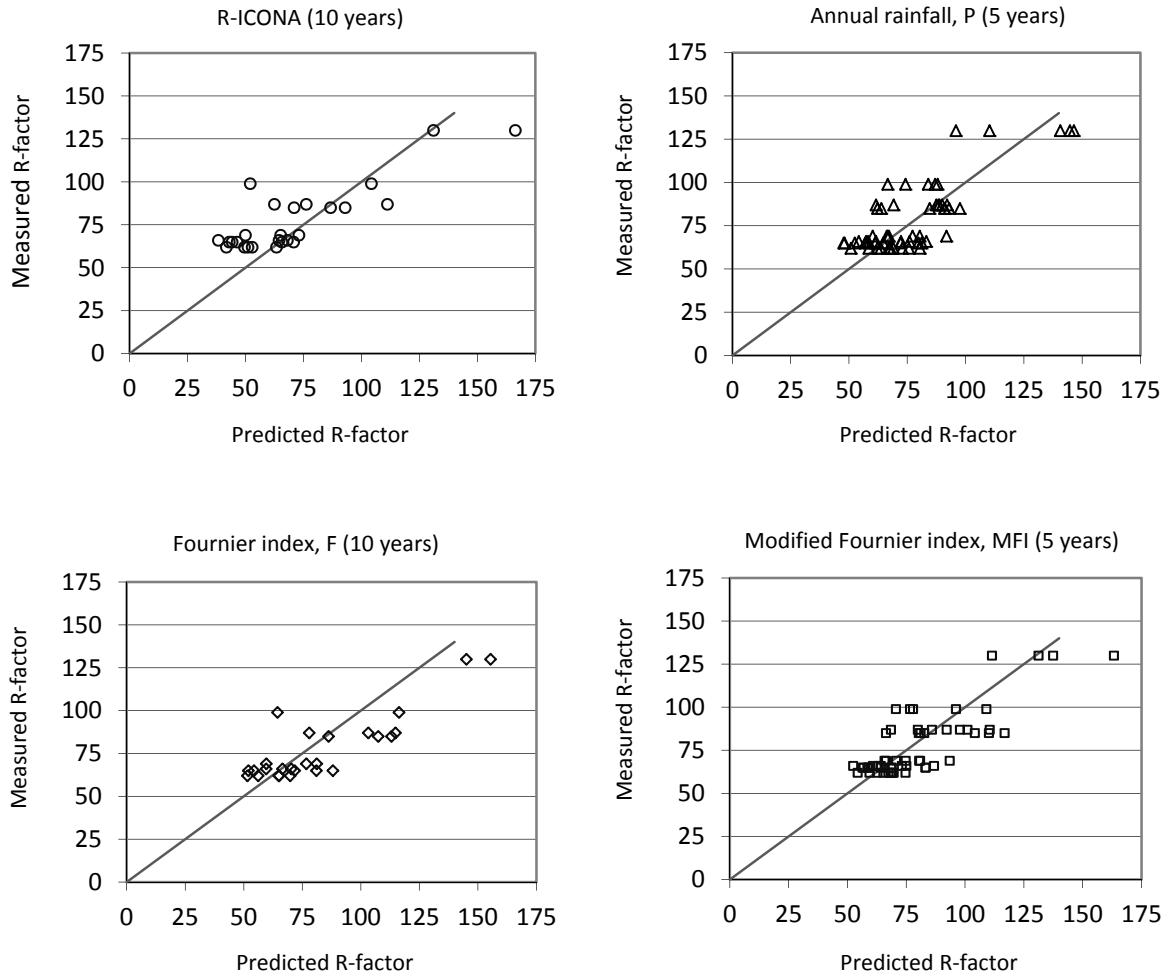 R-ICONA (10 years)
175
150
125
100
75
50
25
0
Measured R-factor
0 25 50 75 100 125 150 175
Predicted R-factor
Annual rainfall, P (5 years)
175
150
125
100
75
50
25
0
Measured R-factor
0 25 50 75 100 125 150 175
Predicted R-factor
Fournier index, F (10 years)
175
150
125
100
75
50
25
0
Measured R-factor
0 25 50 75 100 125 150 175
Predicted R-factor
Modified Fournier index, MFI (5 years)
175
150
125
100
75
50
25
0
Measured R-factor
0 25 50 75 100 125 150 175
Predicted R-factor